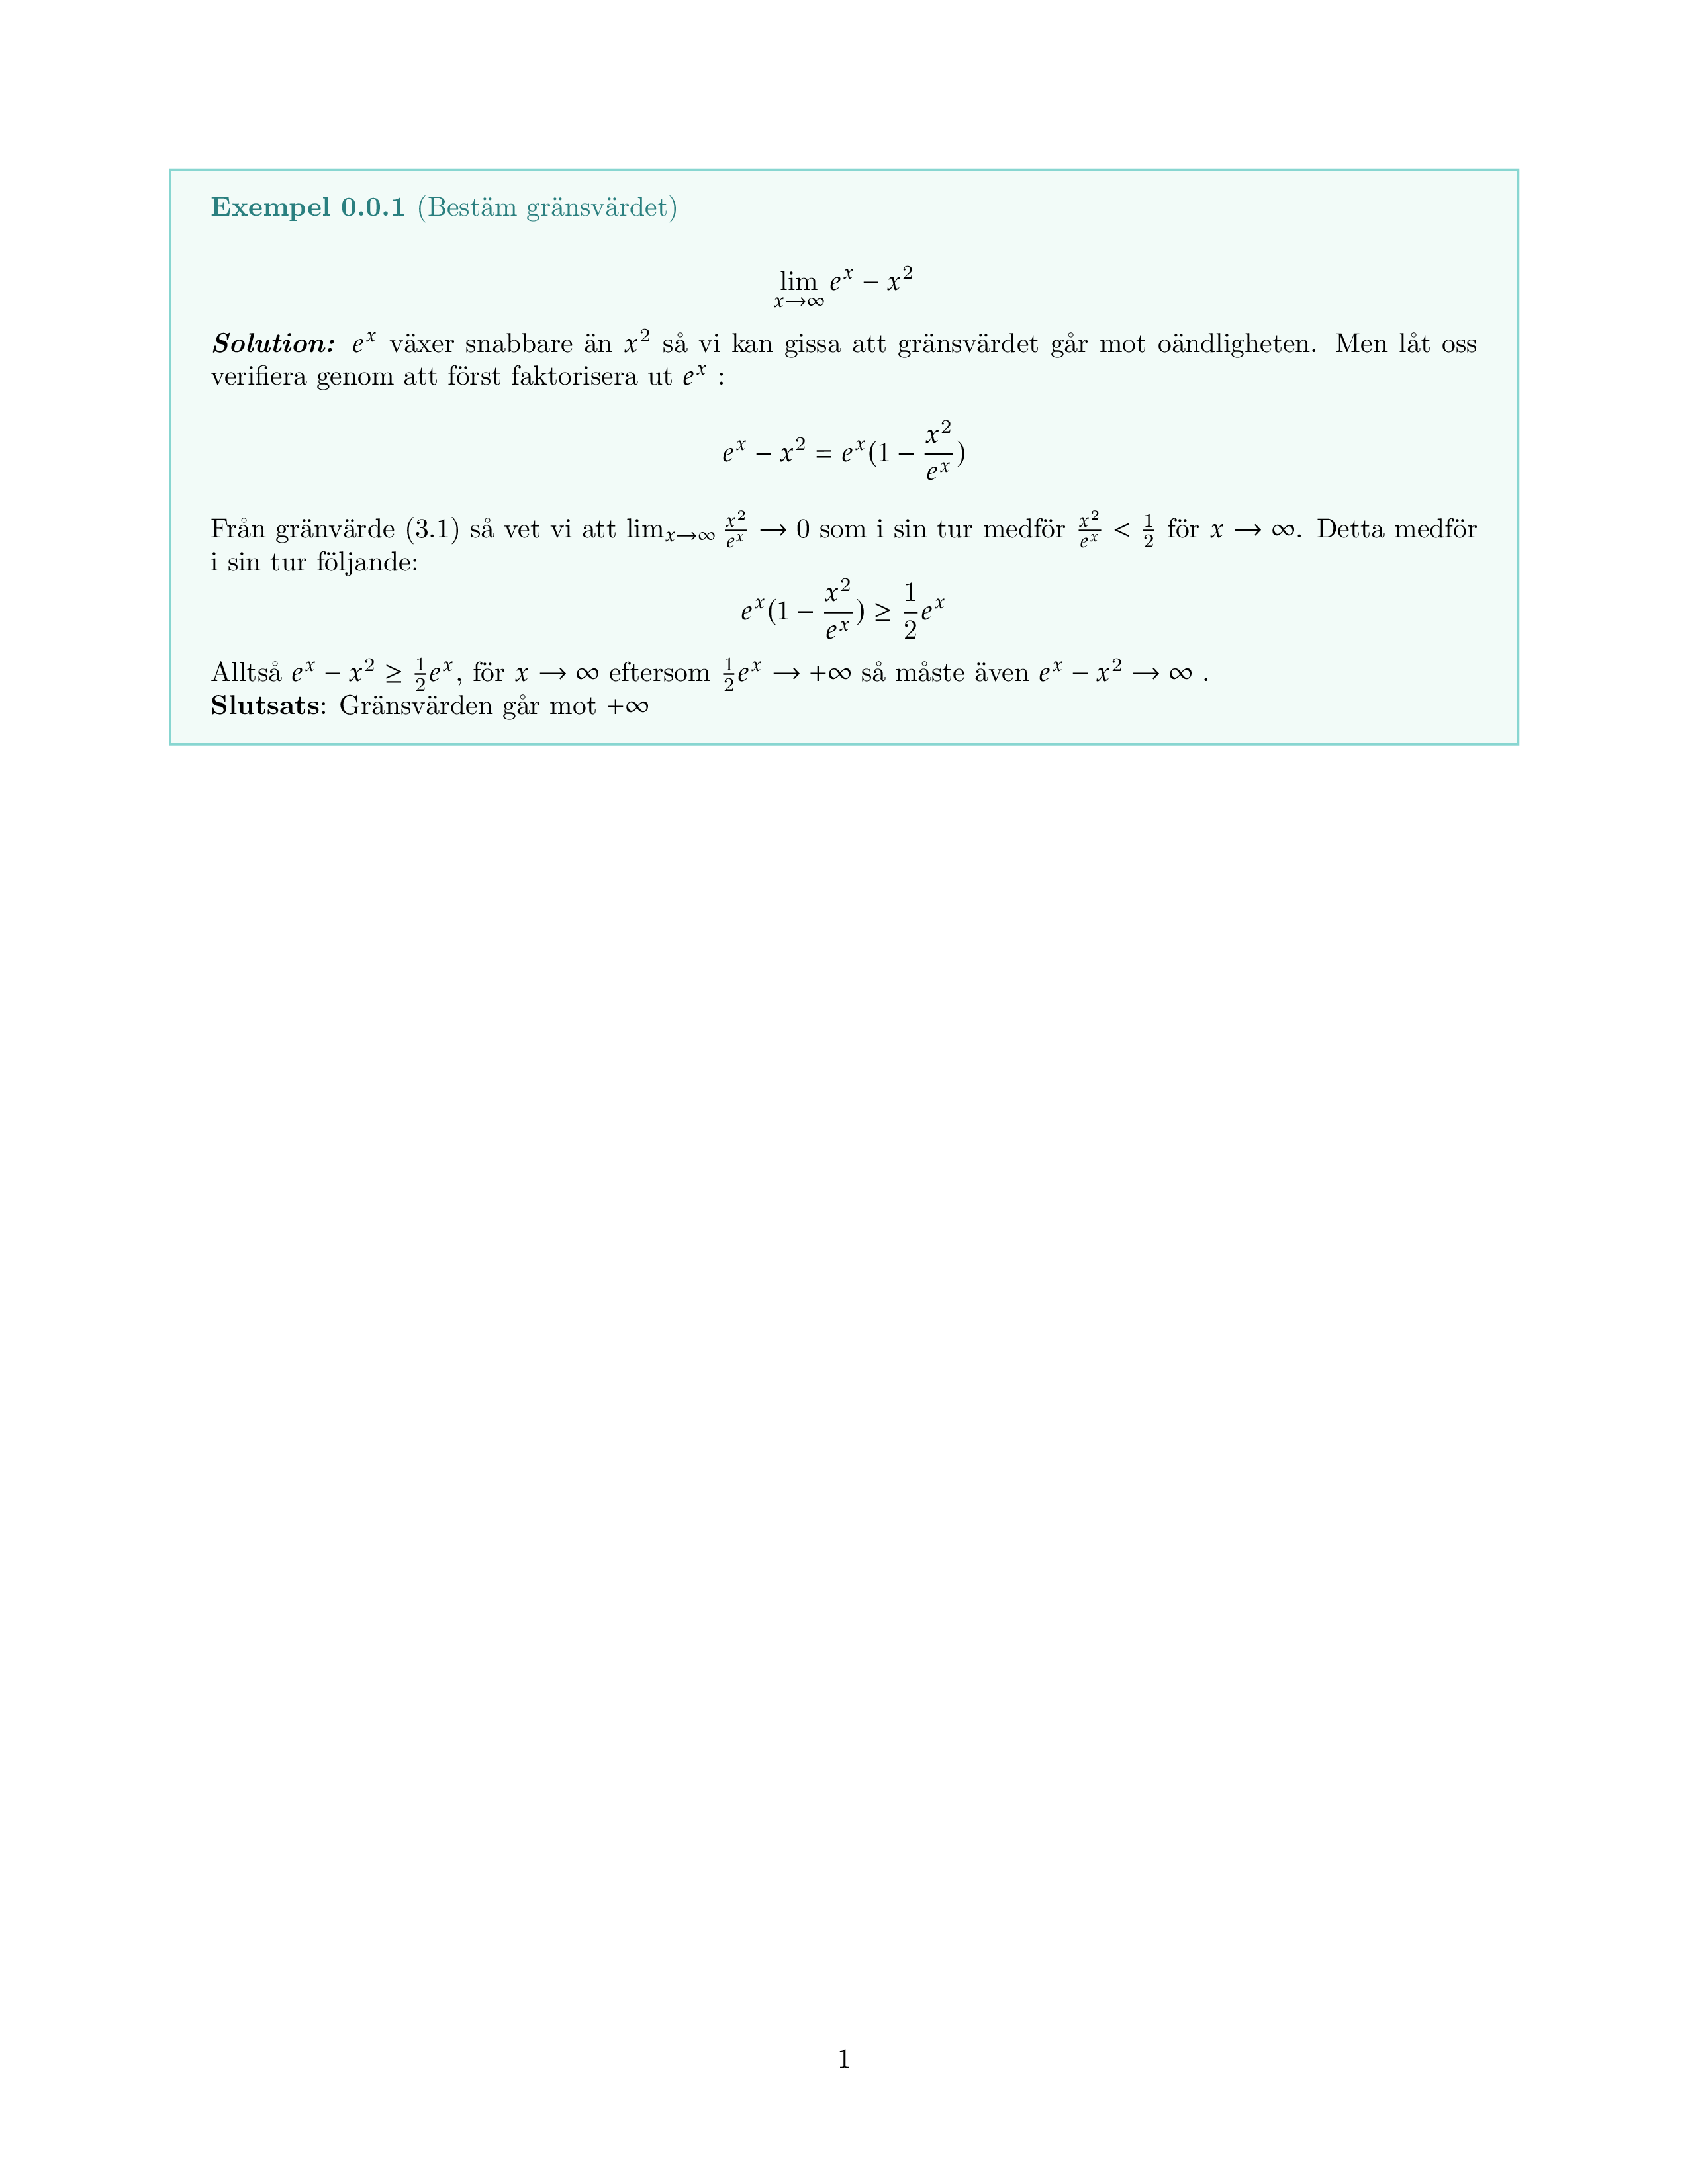 Exempel 0.0.1 (Bestäm gränsvärdet)
$$\lim_{x \to \infty} e^x - x^2$$
Solution: $e^x$ växer snabbare än $x^2$ så vi kan gissa att gränsvärdet går mot oändligheten. Men låt oss
verifiera genom att först faktorisera ut $e^x$ :
$$e^x - x^2 = e^x(1 - \frac{x^2}{e^x})$$
Från gränvärde (3.1) så vet vi att $\lim_{x \to \infty} \frac{x^2}{e^x} \to 0$ som i sin tur medför $\frac{x^2}{e^x} < \frac{1}{2}$ för $x \to \infty$. Detta medför
i sin tur följande:
$$e^x(1 - \frac{x^2}{e^x}) \geq \frac{1}{2}e^x$$
Alltså $e^x - x^2 \geq \frac{1}{2}e^x$, för $x \to \infty$ eftersom $\frac{1}{2}e^x \to +\infty$ så måste även $e^x - x^2 \to \infty$ .
Slutsats: Gränsvärden går mot $+\infty$
1